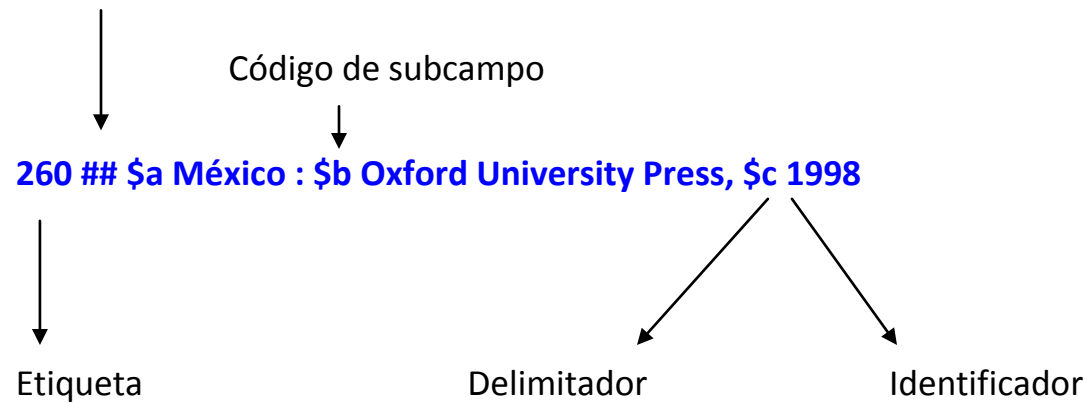 Código de subcampo
260 ## $a México : $b Oxford University Press, $c 1998
Etiqueta Delimitador Identificador